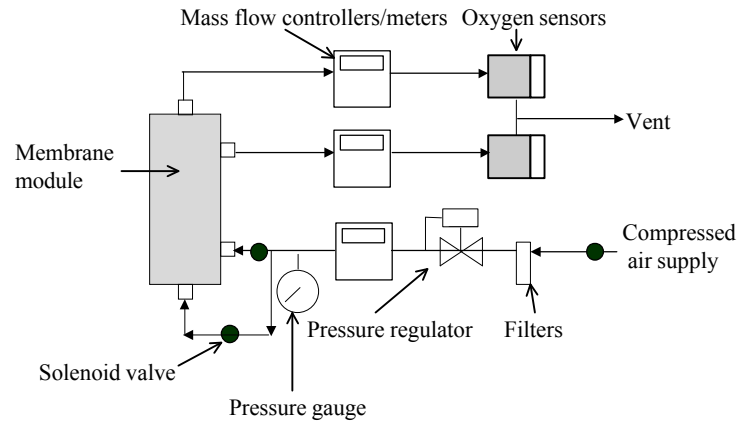 Mass flow controllers/meters
Oxygen sensors
Vent
Membrane
module
Compressed
air supply
Pressure regulator
Filters
Solenoid valve
Pressure gauge